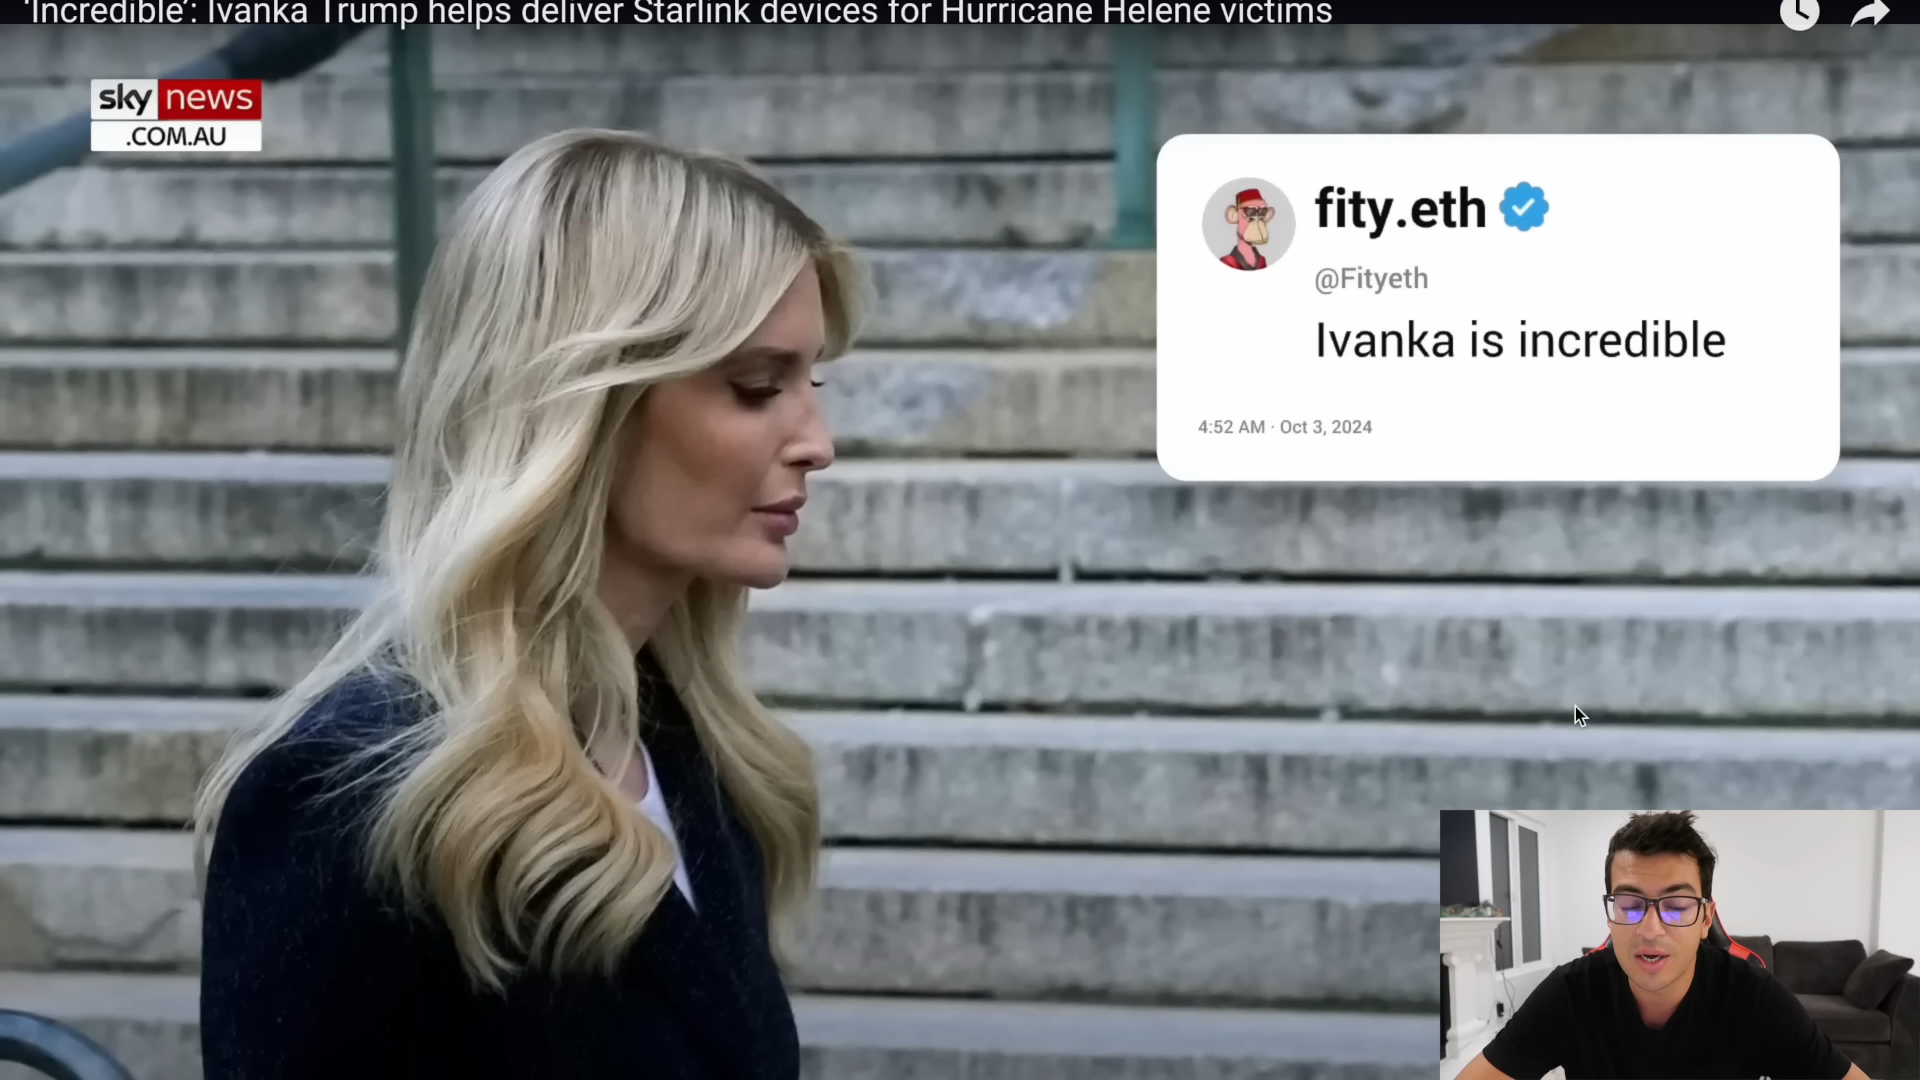 'Incredible': Ivanka Trump helps deliver Starlink devices for Hurricane Helene victims
sky news
.COM.AU
fity.eth
@Fityeth
Ivanka is incredible
4:52 AM · Oct 3, 2024